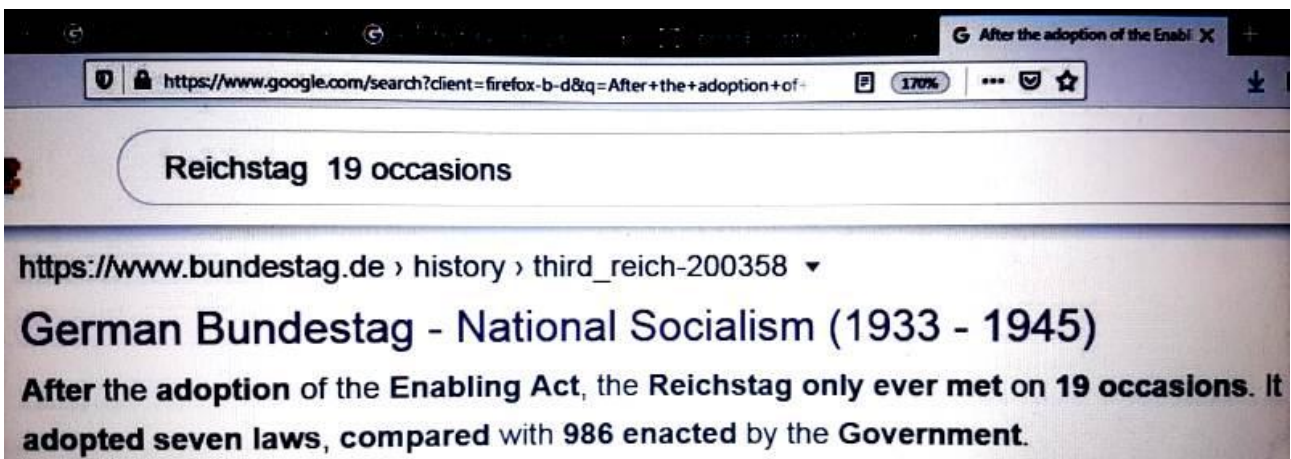 G After the adoption of the Enabl
https://www.google.com/search?client=firefox-b-d&q=After+the+adoption+of-
170%
Reichstag 19 occasions
https://www.bundestag.de › history › third_reich-200358
German Bundestag - National Socialism (1933 - 1945)
After the adoption of the Enabling Act, the Reichstag only ever met on 19 occasions. It
adopted seven laws, compared with 986 enacted by the Government.